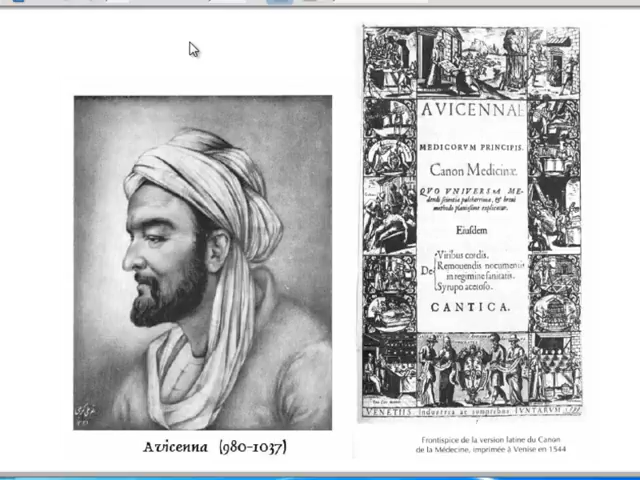 AVICENNAE
MEDICORVM PRINCIPIS.
Canon Medicinæ.
QVO VNIVERSA ME-
dendi scientia pulcherrima, & breui
methodo planissime explicatur.
Eiusdem
Viribus cordis.
De Remouendis nocumentis
in regimine sanitatis.
Syrupo acetoso.
CANTICA.
VENETIIS Industria ac sumptibus IVNTARVM
Avicenna (980-1037)
Frontispice de la version latine du Canon
de la Médecine, imprimée à Venise en 1544